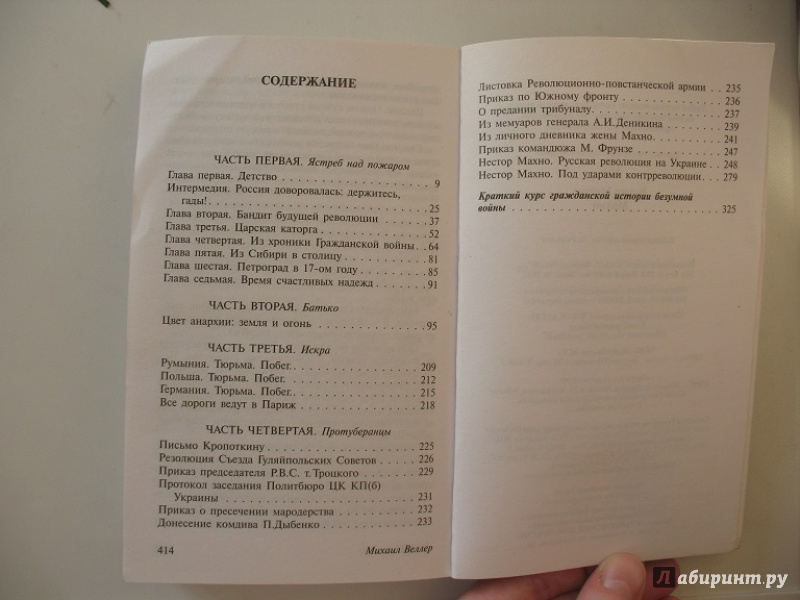 СОДЕРЖАНИЕ
ЧАСТЬ ПЕРВАЯ. Ястреб над пожаром
Глава первая. Детство . . . . . . . . . . . . . . . . . 9
Интермедия. Россия доворовалась: держитесь,
гады!. . . . . . . . . . . . . . . . . . . . . . . . 25
Глава вторая. Бандит будущей революции . . . . . 37
Глава третья. Царская каторга . . . . . . . . . . . . 52
Глава четвертая. Из хроники Гражданской войны. . 64
Глава пятая. Из Сибири в столицу . . . . . . . . . . 81
Глава шестая. Петроград в 17-ом году . . . . . . . . 85
Глава седьмая. Время счастливых надежд . . . . . . 91
ЧАСТЬ ВТОРАЯ. Батько
Цвет анархии: земля и огонь . . . . . . . . . . . . 95
ЧАСТЬ ТРЕТЬЯ. Искра
Румыния. Тюрьма. Побег. . . . . . . . . . . . . . . 209
Польша. Тюрьма. Побег. . . . . . . . . . . . . . . 212
Германия. Тюрьма. Побег. . . . . . . . . . . . . . 215
Все дороги ведут в Париж . . . . . . . . . . . . . 218
ЧАСТЬ ЧЕТВЕРТАЯ. Протуберанцы
Письмо Кропоткину . . . . . . . . . . . . . . . . . 225
Резолюция Съезда Гуляйпольских Советов . . . . . 226
Приказ председателя Р.В.С. т.Троцкого . . . . . . . 229
Протокол заседания Политбюро ЦК КП(б)
Украины . . . . . . . . . . . . . . . . . . . . . 231
Приказ о пресечении мародерства . . . . . . . . . . 232
Донесение комдива П.Дыбенко . . . . . . . . . . . . 233
414
Михаил Веллер
Листовка Революционно-повстанческой армии . . 235
Приказ по Южному фронту . . . . . . . . . . . . . 236
О предании трибуналу. . . . . . . . . . . . . . . . 237
Из мемуаров генерала А.И.Деникина . . . . . . . . 239
Из личного дневника жены Махно. . . . . . . . . . 241
Приказ командюжа М. Фрунзе . . . . . . . . . . . . 247
Нестор Махно. Русская революция на Украине . . 248
Нестор Махно. Под ударами контрреволюции. . . . 279
Краткий курс гражданской истории безумной
войны . . . . . . . . . . . . . . . . . . . . . . . 325
Лабиринт.ру